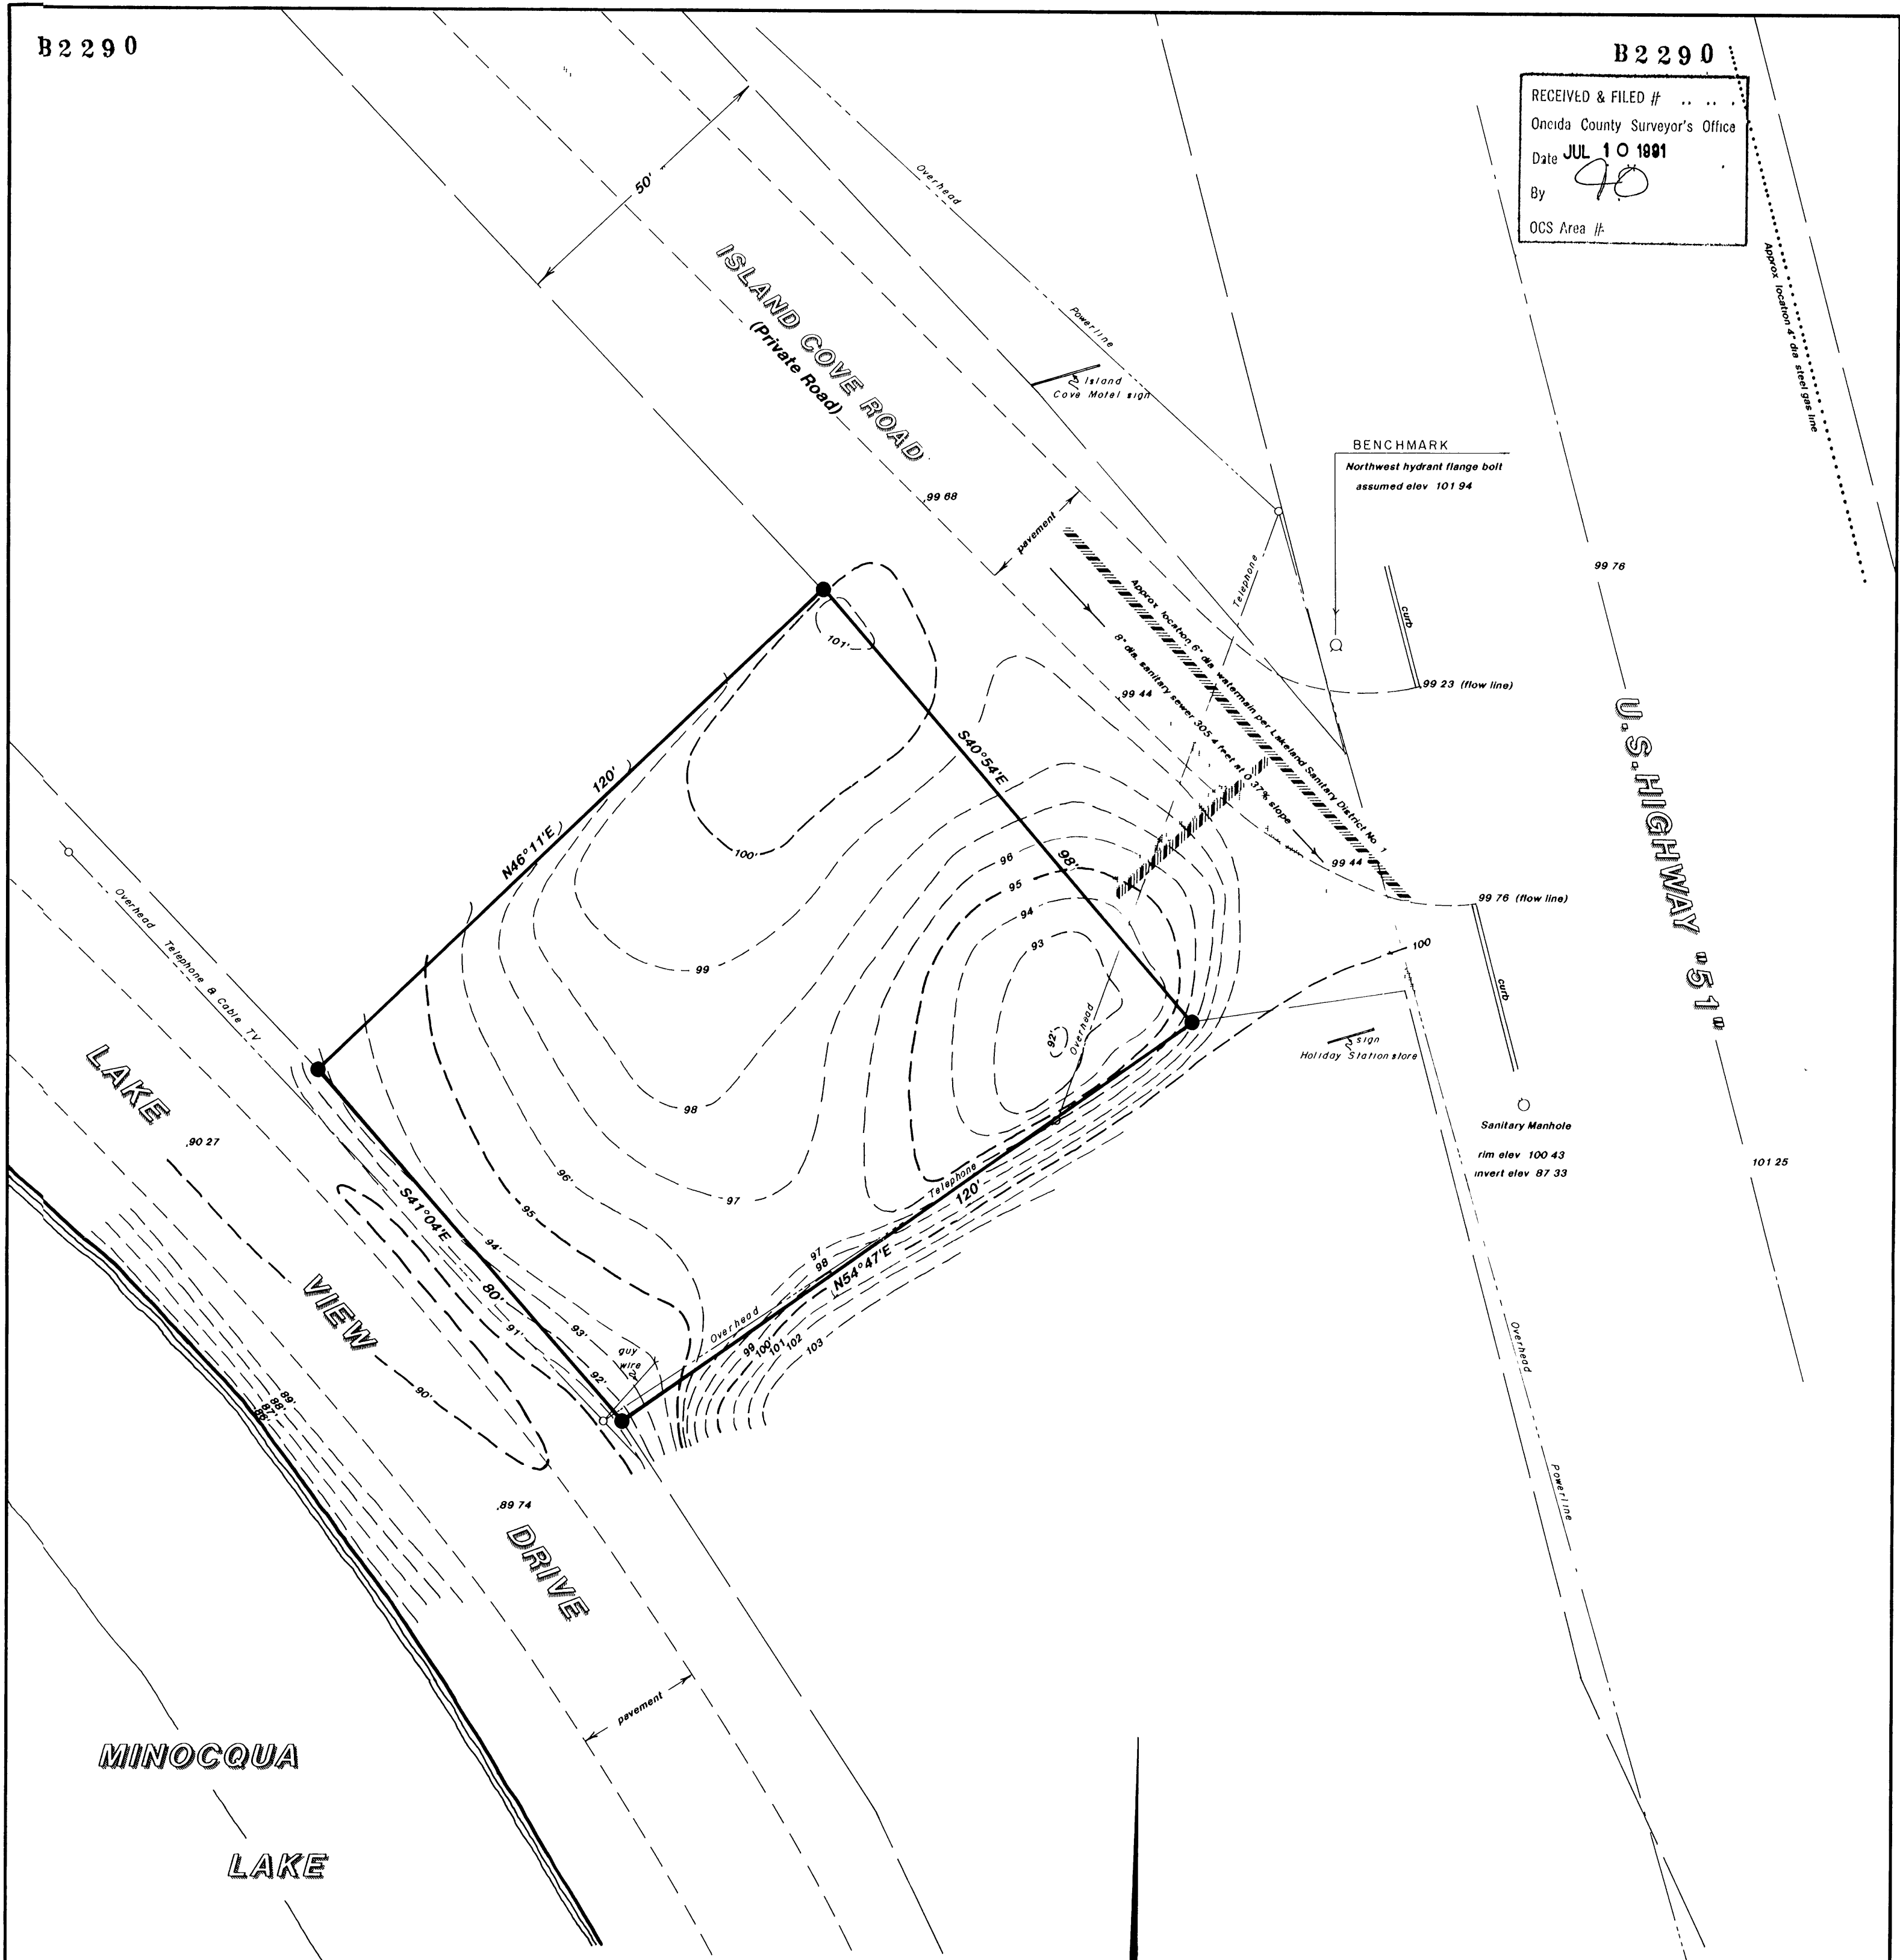 B2290
B2290
RECEIVED & FILED # .. .. .
Oneida County Surveyor's Office
Date JUL 10 1991
By
OCS Area #
50'
Overhead
Powerline
Approx location 4" dia steel gas line
ISLAND COVE ROAD
(Private Road)
Island
Cove Motel sign
BENCHMARK
Northwest hydrant flange bolt
assumed elev 101 94
99 68
pavement
Telephone
99 76
curb
Approx location 6" dia watermain per Lakeland Sanitary District No. 1
8" dia. sanitary sewer 305.4 feet at 0.37% slope
101'
99 44
99 23 (flow line)
S40°54'E
98'
U.S.HIGHWAY "51"
120'
N46°11'E
100'
96
95
94
93
92'
99 44
99 76 (flow line)
100
curb
99
Overhead
Overhead Telephone & Cable TV
sign
Holiday Stationstore
98
Sanitary Manhole
rim elev 100 43
invert elev 87 33
101 25
LAKE
90 27
96'
97
Telephone
120'
95
S41°04'E
94'
97
98
N54°47'E
VIEW
80'
91'
93'
92'
guy
wire
Overhead
99
100'
101
102
103
90'
89'
88'
87'
86'
Overhead
Powerline
89 74
DRIVE
pavement
MINOCQUA
LAKE